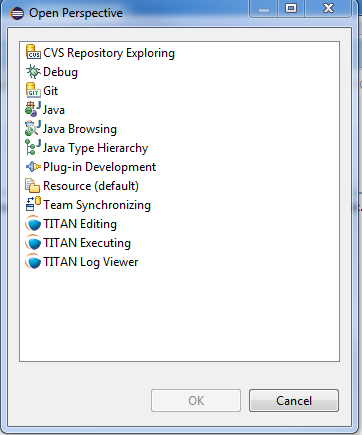 Open Perspective
CVS Repository Exploring
Debug
Git
Java
Java Browsing
Java Type Hierarchy
Plug-in Development
Resource (default)
Team Synchronizing
TITAN Editing
TITAN Executing
TITAN Log Viewer
OK
Cancel